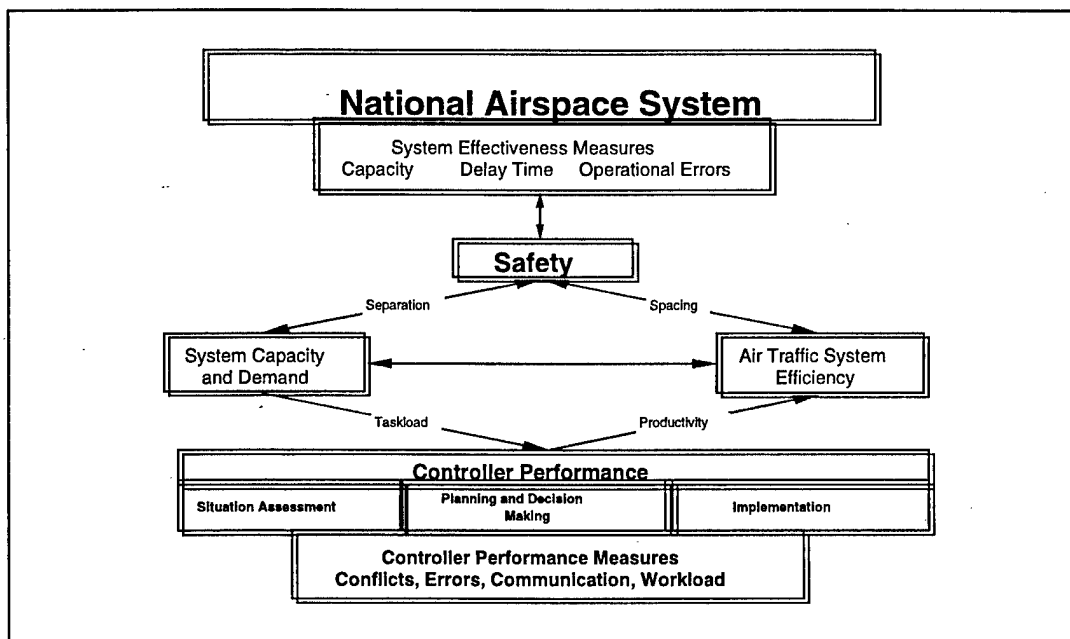 National Airspace System
System Effectiveness Measures
Capacity Delay Time Operational Errors
Safety
Separation Spacing
System Capacity
and Demand
Air Traffic System
Efficiency
Taskload Productivity
Controller Performance
Situation Assessment
Planning and Decision
Making
Implementation
Controller Performance Measures
Conflicts, Errors, Communication, Workload